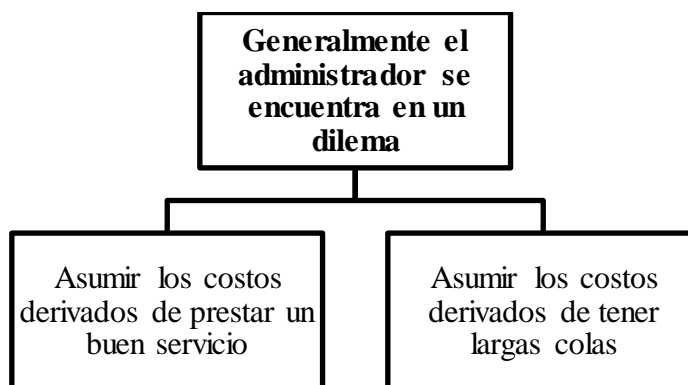 Generalmente el
administrador se
encuentra en un
dilema
Asumir los costos
derivados de prestar un
buen servicio
Asumir los costos
derivados de tener
largas colas